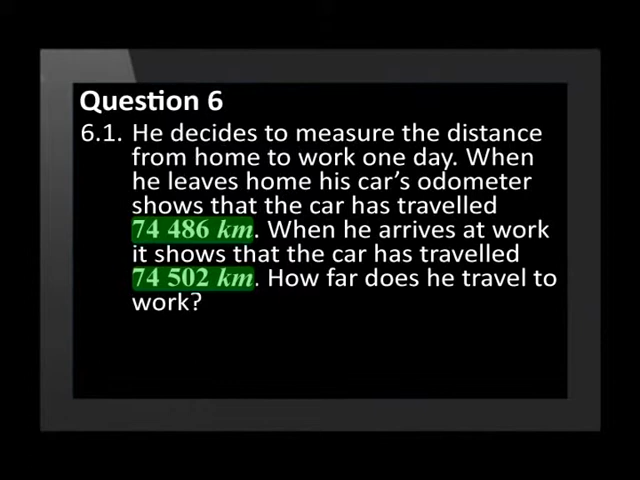 Question 6
6.1. He decides to measure the distance
from home to work one day. When
he leaves home his car's odometer
shows that the car has travelled
74 486 km. When he arrives at work
it shows that the car has travelled
74 502 km. How far does he travel to
work?